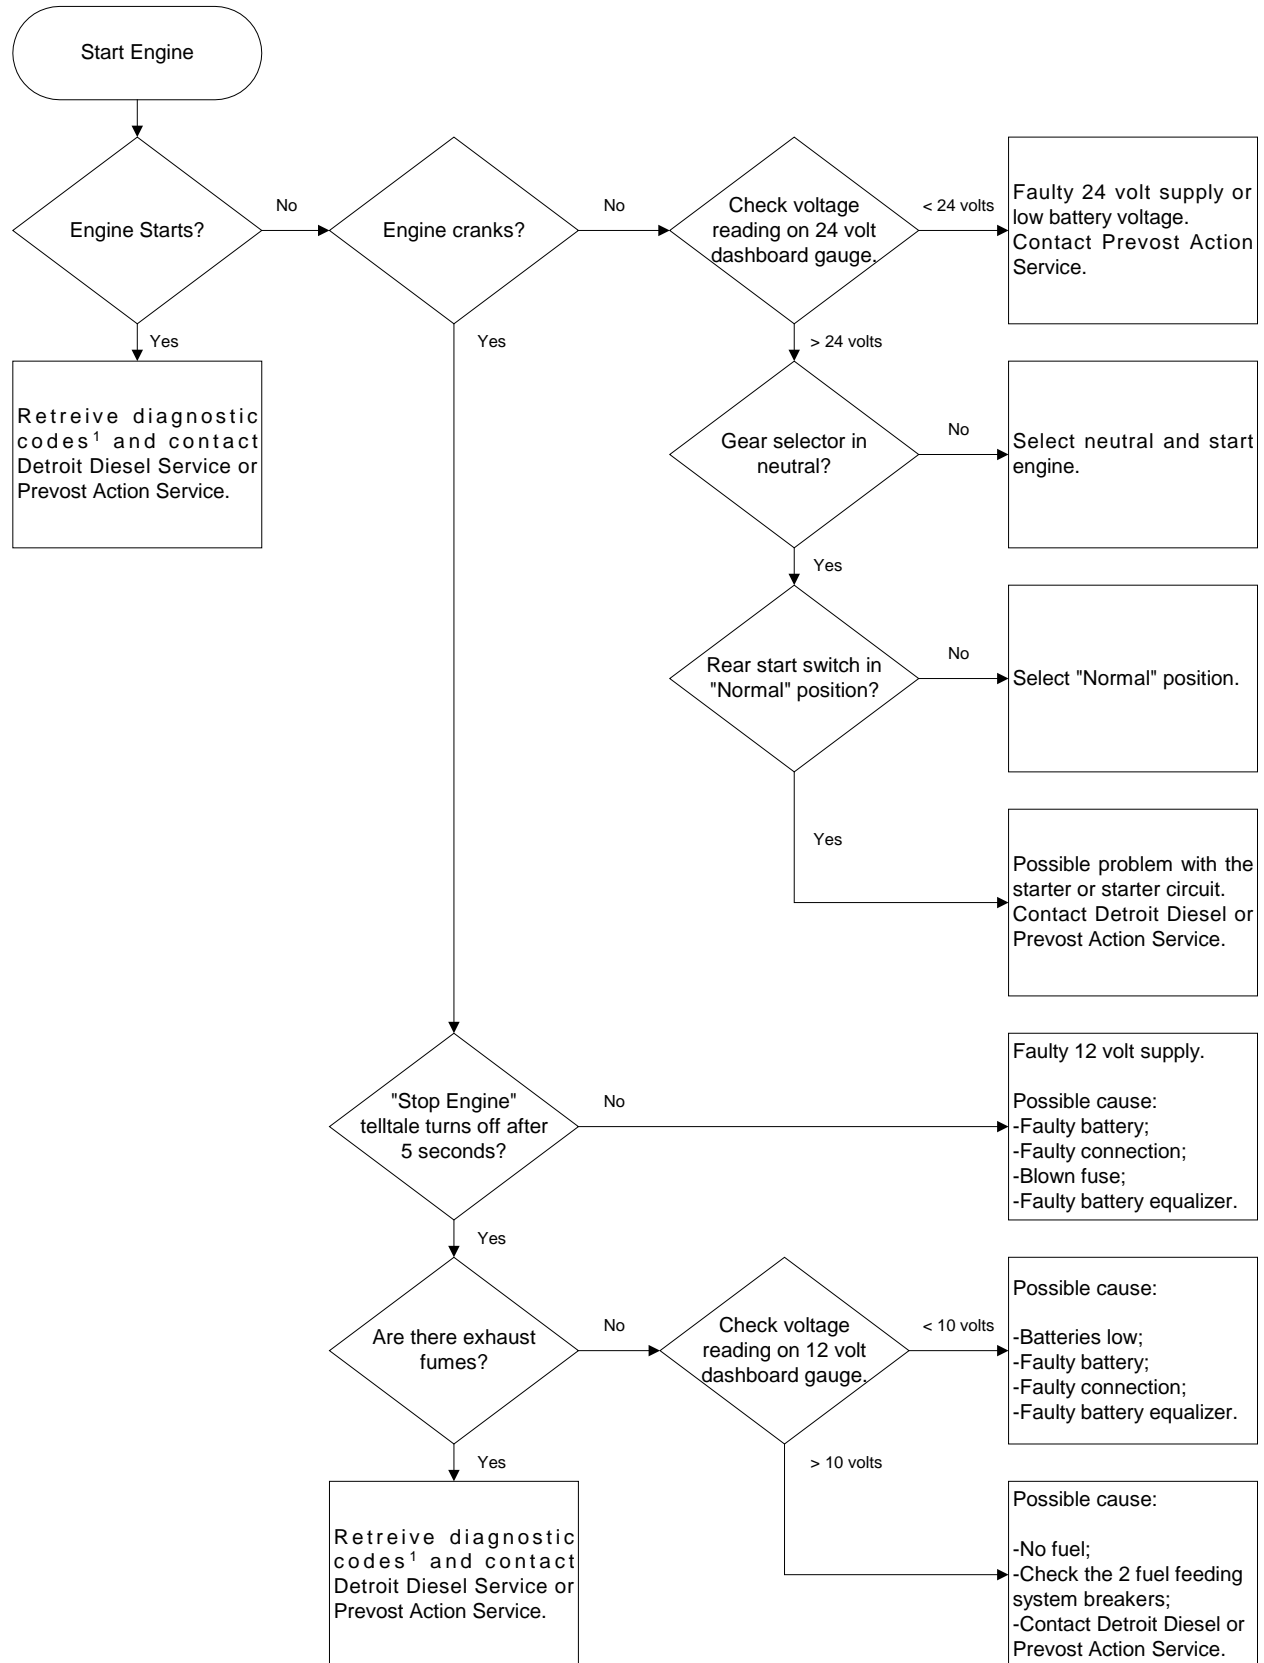 Start Engine
Engine Starts?
No
Engine cranks?
No
Check voltage
reading on 24 volt
dashboard gauge.
< 24 volts
Faulty 24 volt supply or
low battery voltage.
Contact Prevost Action
Service.
Yes
Yes
> 24 volts
Retreive diagnostic
codes¹ and contact
Detroit Diesel Service or
Prevost Action Service.
Gear selector in
neutral?
No
Select neutral and start
engine.
Yes
Rear start switch in
"Normal" position?
No
Select "Normal" position.
Yes
Possible problem with the
starter or starter circuit.
Contact Detroit Diesel or
Prevost Action Service.
"Stop Engine"
telltale turns off after
5 seconds?
No
Faulty 12 volt supply.
Possible cause:
-Faulty battery;
-Faulty connection;
-Blown fuse;
-Faulty battery equalizer.
Yes
Are there exhaust
fumes?
No
Check voltage
reading on 12 volt
dashboard gauge.
< 10 volts
Possible cause:
-Batteries low;
-Faulty battery;
-Faulty connection;
-Faulty battery equalizer.
Yes
> 10 volts
Retreive diagnostic
codes¹ and contact
Detroit Diesel Service or
Prevost Action Service.
Possible cause:
-No fuel;
-Check the 2 fuel feeding
system breakers;
-Contact Detroit Diesel or
Prevost Action Service.